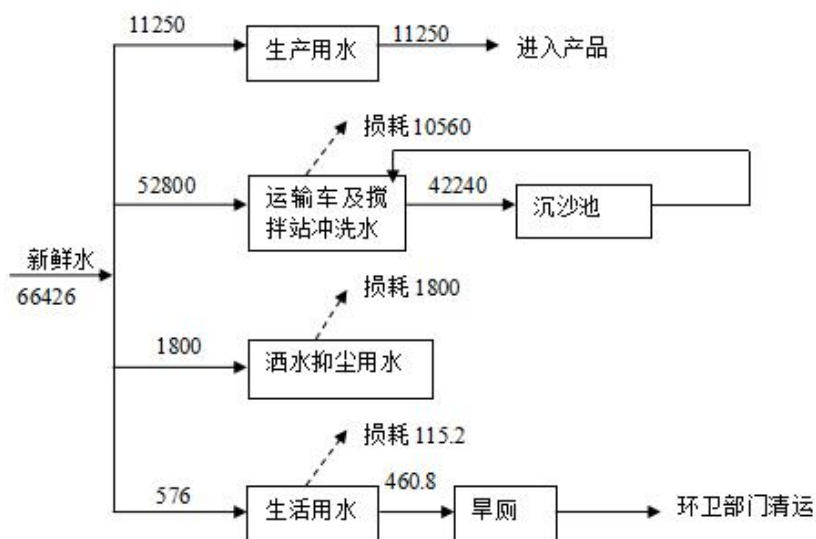 11250
生产用水
11250
进入产品
损耗 10560
52800
运输车及搅
拌站冲洗水
42240
沉沙池
新鲜水
66426
损耗 1800
1800
洒水抑尘用水
损耗 115.2
576
生活用水
460.8
旱厕
环卫部门清运